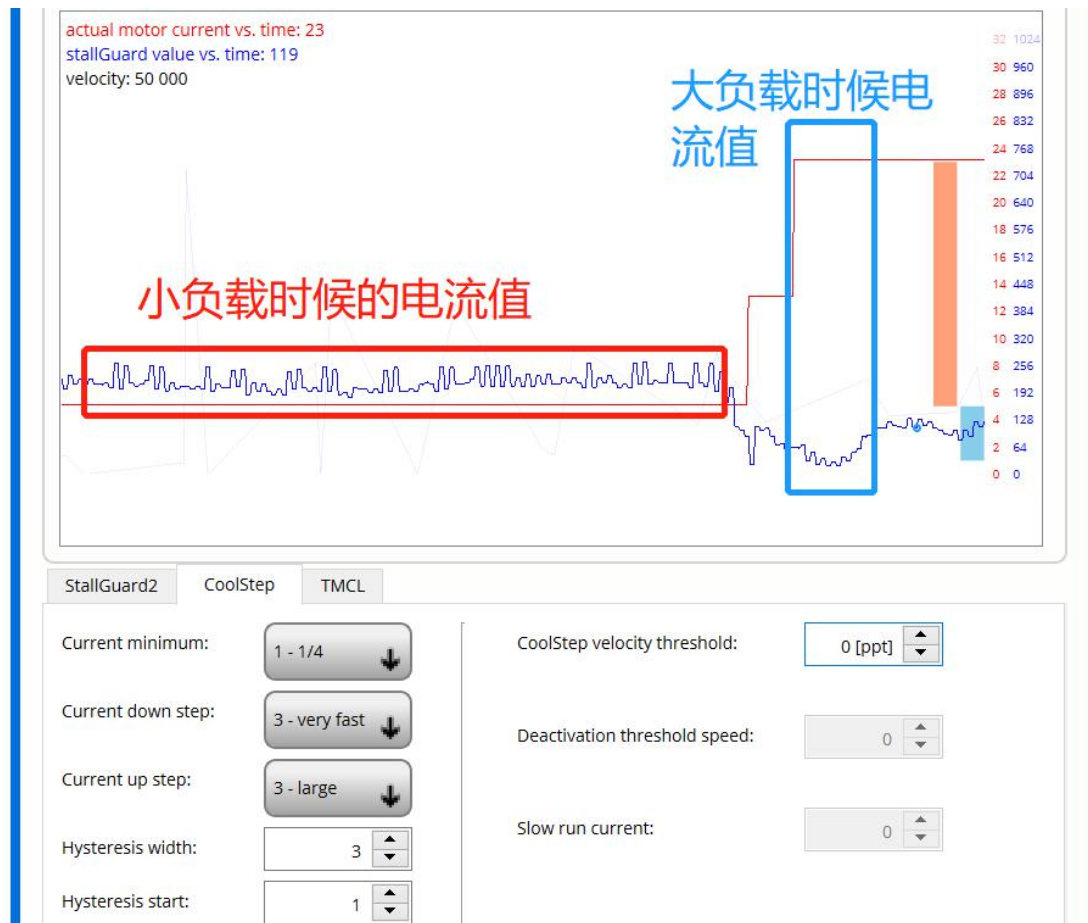 actual motor current vs. time: 23
stallGuard value vs. time: 119
velocity: 50 000
大负载时候电
流值
小负载时候的电流值
32 1024
30 960
28 896
26 832
24 768
22 704
20 640
18 576
16 512
14 448
12 384
10 320
8 256
6 192
4 128
2 64
0 0
StallGuard2 CoolStep TMCL
Current minimum: 1 - 1/4 CoolStep velocity threshold: 0 [ppt]
Current down step: 3 - very fast Deactivation threshold speed: 0
Current up step: 3 - large Slow run current: 0
Hysteresis width: 3
Hysteresis start: 1